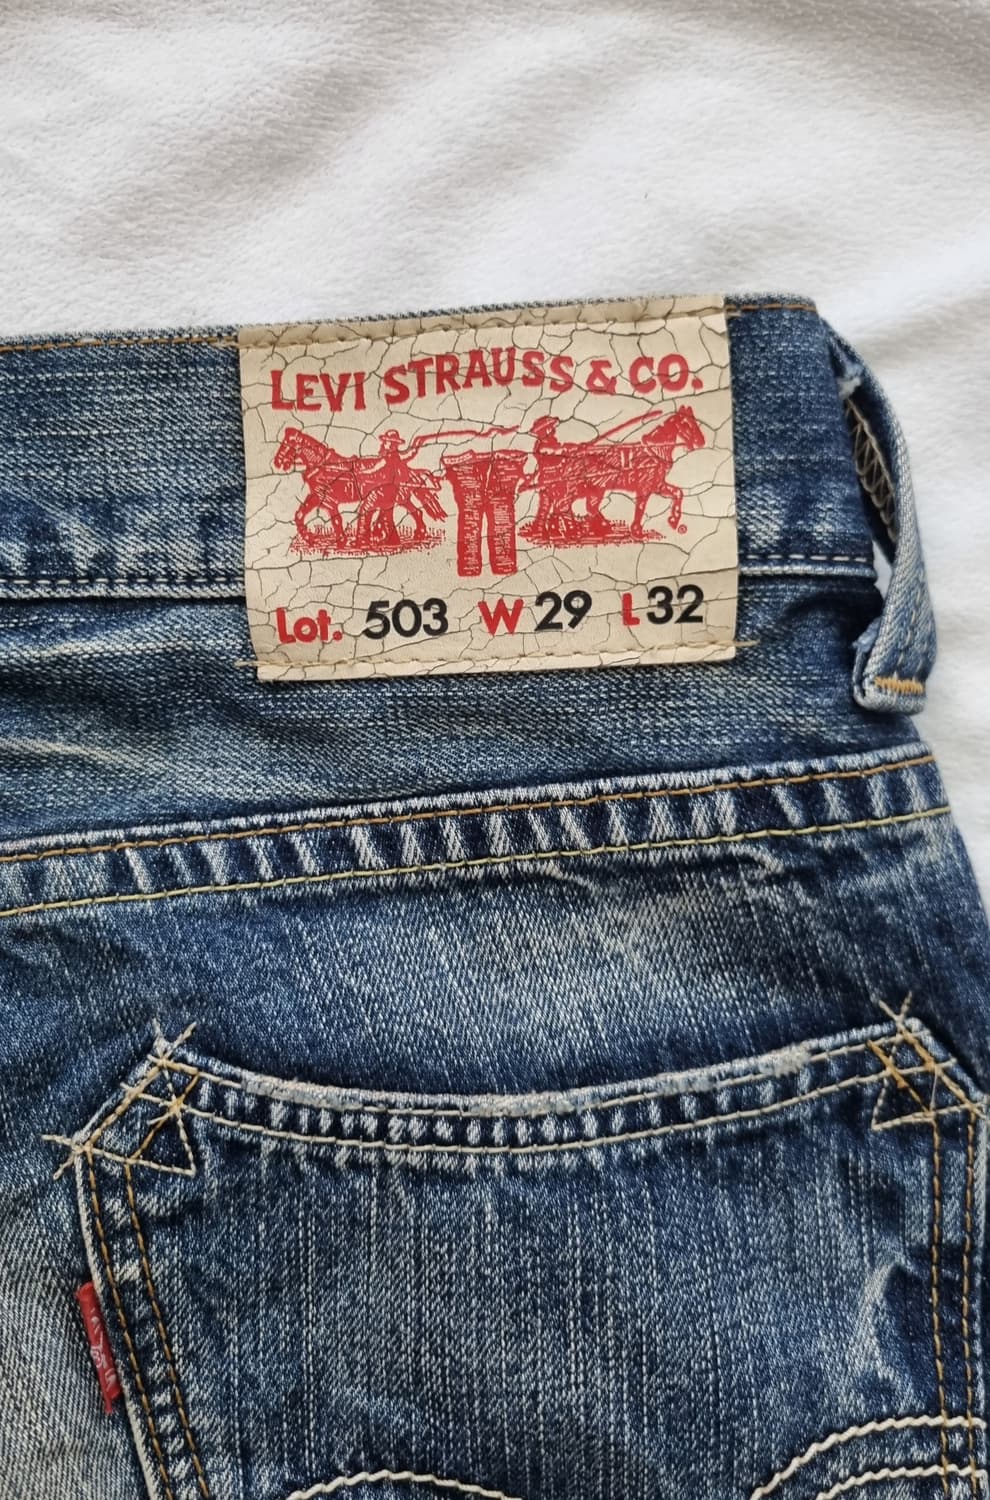 LEVI STRAUSS & CO.
®
Lot. 503 W 29 L 32